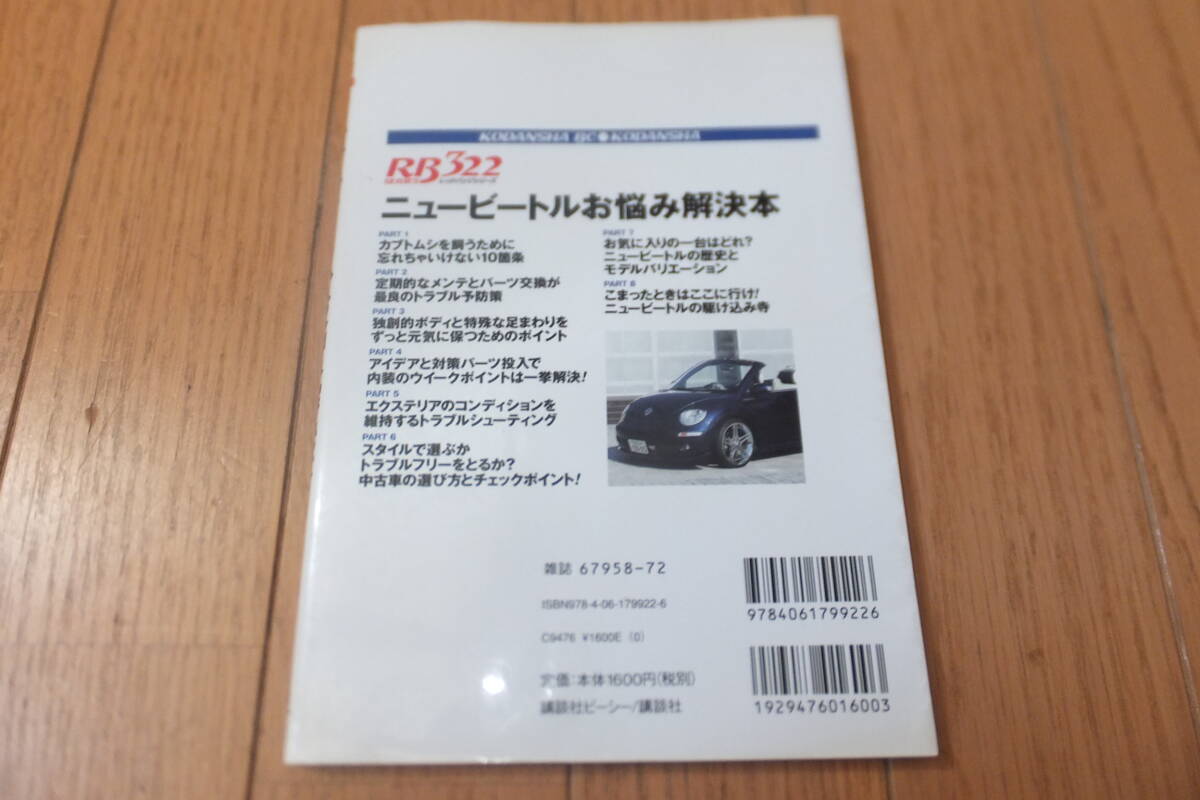 KODANSHA BC KODANSHA
RB322
ニュービートルお悩み解決本
PART 1
カブトムシを飼うために
忘れちゃいけない10箇条
PART 2
定期的なメンテとパーツ交換が
最良のトラブル予防策
PART 3
独創的ボディと特殊な足まわりを
ずっと元気に保つためのポイント
PART 4
アイデアと対策パーツ投入で
内装のウイークポイントは一挙解決!
PART 5
エクステリアのコンディションを
維持するトラブルシューティング
PART 6
スタイルで選ぶか
トラブルフリーをとるか?
中古車の選び方とチェックポイント!
PART 7
お気に入りの一台はどれ?
ニュービートルの歴史と
モデルバリエーション
PART 8
こまったときはここに行け!
ニュービートルの駆け込み寺
雑誌 67958-72
ISBN978-4-06-179922-6
C9476 ¥1600E (0)
定価:本体1600円(税別)
講談社ビーシー/講談社
9784061799226
1929476016003